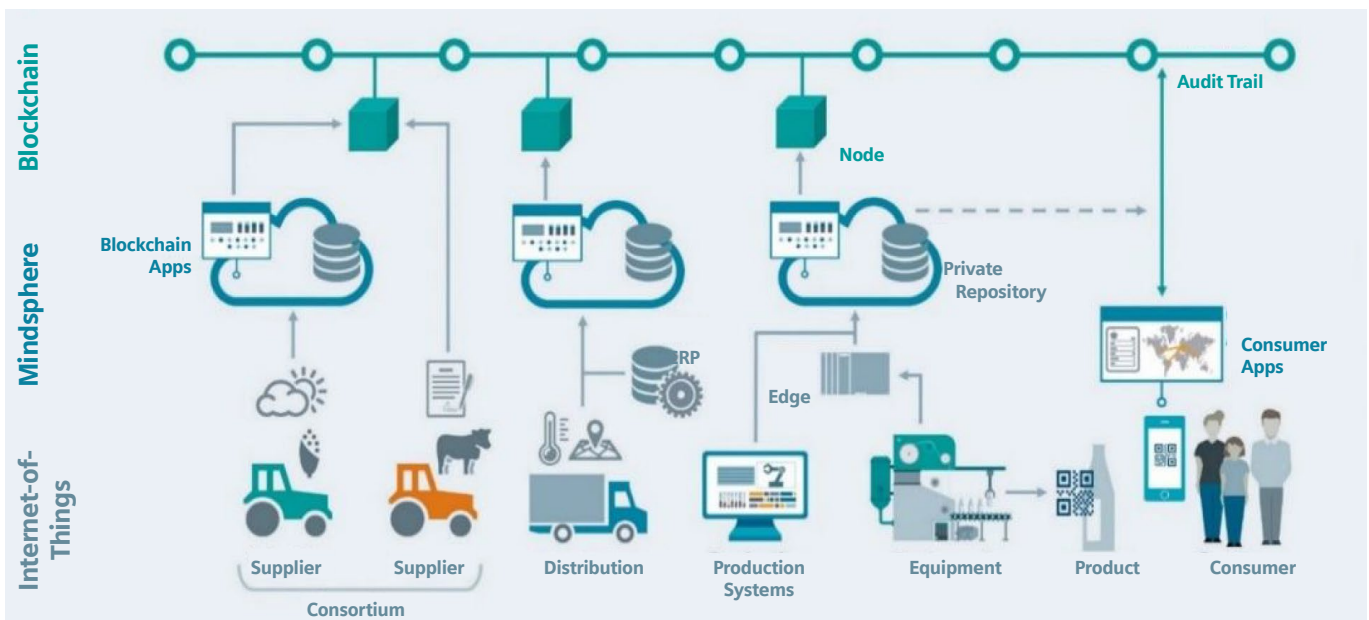 Blockchain
Audit Trail
Node
Mindsphere
Blockchain
Apps
Private
Repository
RP
Edge
Consumer
Apps
Internet-of-
Things
Supplier
Supplier
Consortium
Distribution
Production
Systems
Equipment
Product
Consumer